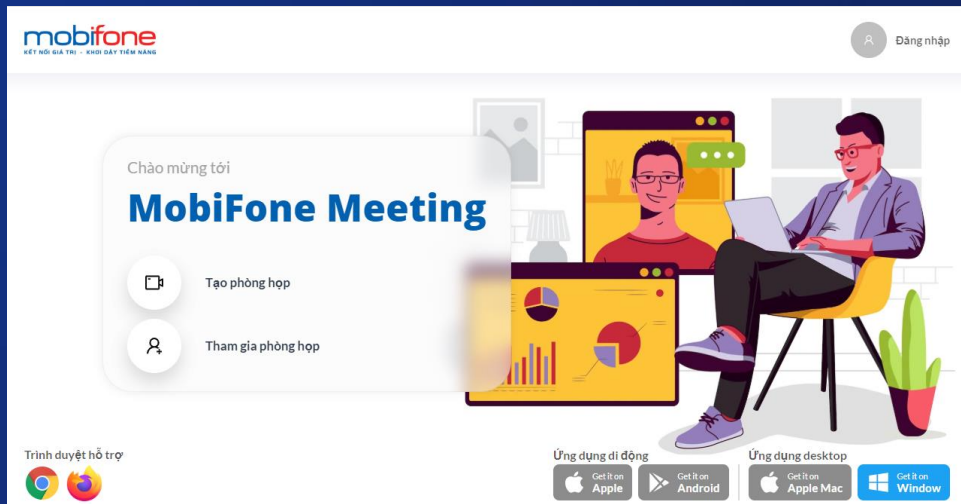 mobifone
KẾT NỐI GIÁ TRỊ - KHƠI DẬY TIỀM NĂNG
Đăng nhập
Chào mừng tới
MobiFone Meeting
Tạo phòng họp
Tham gia phòng họp
Trình duyệt hỗ trợ
Ứng dụng di động
Get it on
Apple
Get it on
Android
Ứng dụng desktop
Get it on
Apple Mac
Get it on
Window